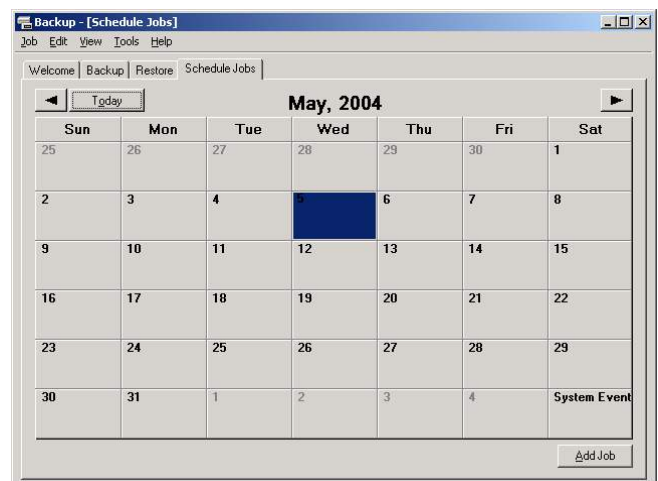 Backup - [Schedule Jobs]
Job Edit View Tools Help
Welcome Backup Restore Schedule Jobs
Today May, 2004
Sun Mon Tue Wed Thu Fri Sat
25 26 27 28 29 30 1
2 3 4 5 6 7 8
9 10 11 12 13 14 15
16 17 18 19 20 21 22
23 24 25 26 27 28 29
30 31 1 2 3 4 System Event
Add Job